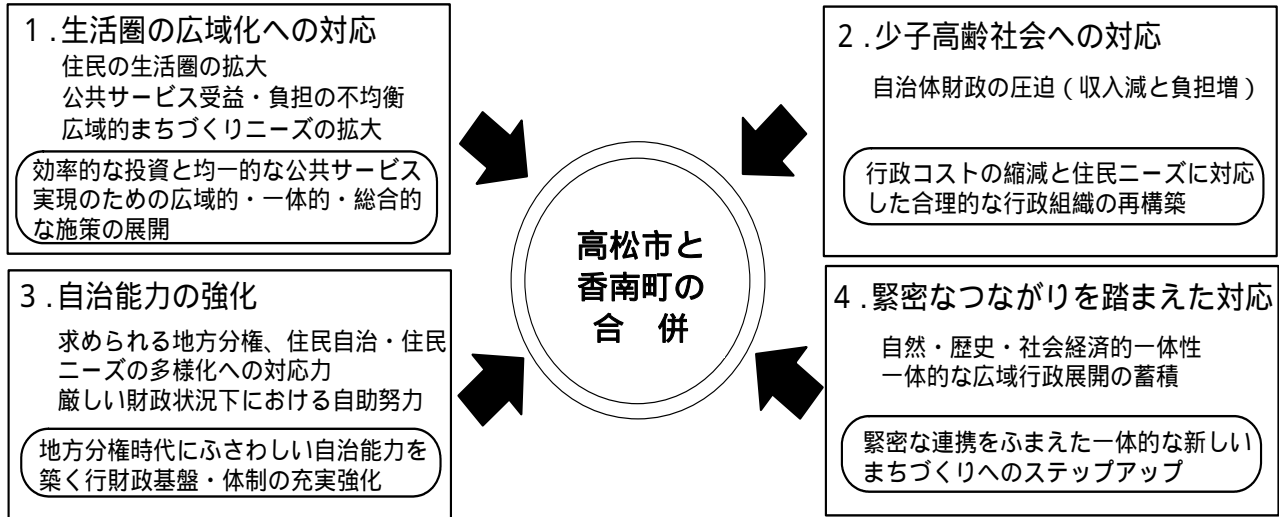 1.生活圏の広域化への対応
住民の生活圏の拡大
公共サービス受益・負担の不均衡
広域的まちづくりニーズの拡大
効率的な投資と均一的な公共サービス
実現のための広域的・一体的・総合的
な施策の展開
2.少子高齢社会への対応
自治体財政の圧迫(収入減と負担増)
行政コストの縮減と住民ニーズに対応
した合理的な行政組織の再構築
高松市と
香南町の
合 併
3.自治能力の強化
求められる地方分権、住民自治・住民
ニーズの多様化への対応力
厳しい財政状況下における自助努力
地方分権時代にふさわしい自治能力を
築く行財政基盤・体制の充実強化
4.緊密なつながりを踏まえた対応
自然・歴史・社会経済的一体性
一体的な広域行政展開の蓄積
緊密な連携をふまえた一体的な新しい
まちづくりへのステップアップ